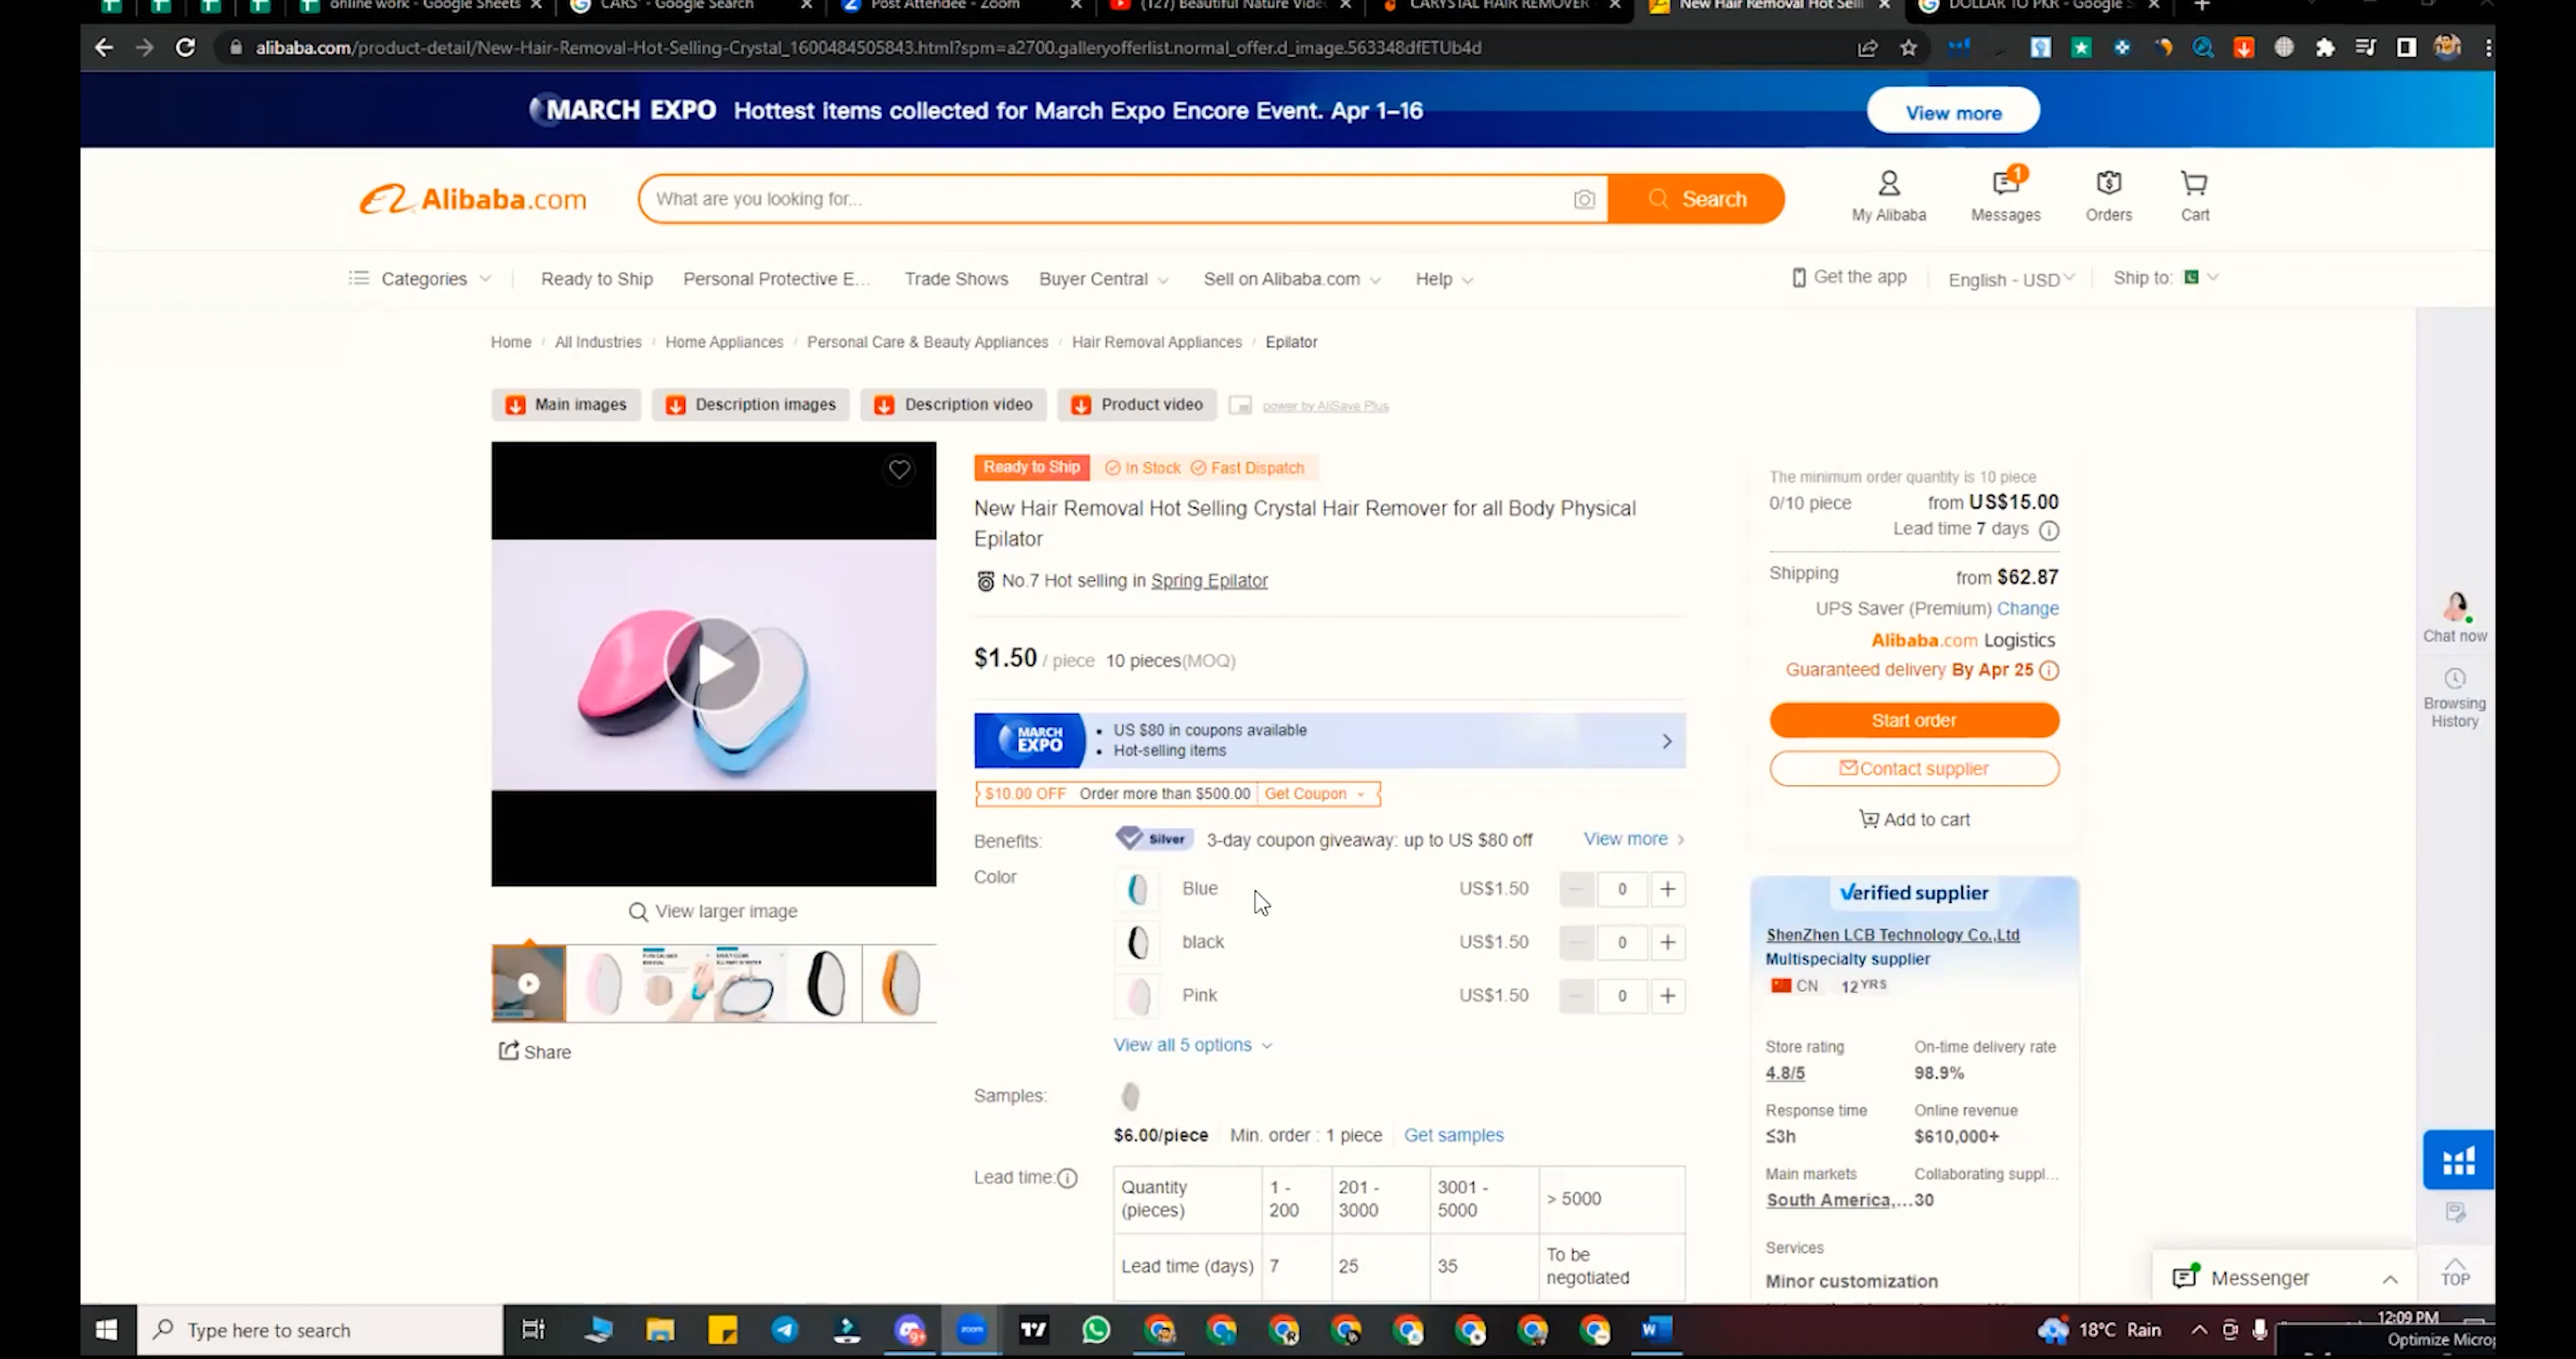 online work - Google Sheets
CARS' - Google Search
Post Attendee - Zoom
(127) Beautiful Nature Vide
CARYSTAL HAIR REMOVER -
New Hair Removal Hot Selli
DOLLAR TO PKR - Google S
alibaba.com/product-detail/New-Hair-Removal-Hot-Selling-Crystal_1600484505843.html?spm=a2700.galleryofferlist.normal_offer.d_image.563348dfETUb4d
MARCH EXPO Hottest items collected for March Expo Encore Event. Apr 1–16
View more
Alibaba.com
What are you looking for...
Search
My Alibaba
Messages
1
Orders
Cart
Categories
Ready to Ship
Personal Protective E...
Trade Shows
Buyer Central
Sell on Alibaba.com
Help
Get the app
English - USD
Ship to:
Home / All Industries / Home Appliances / Personal Care & Beauty Appliances / Hair Removal Appliances / Epilator
Main images
Description images
Description video
Product video
power by AliSave Plus
View larger image
Share
Ready to Ship
In Stock
Fast Dispatch
New Hair Removal Hot Selling Crystal Hair Remover for all Body Physical
Epilator
No.7 Hot selling in Spring Epilator
$1.50 / piece 10 pieces(MOQ)
MARCH
EXPO
• US $80 in coupons available
• Hot-selling items
$10.00 OFF Order more than $500.00 Get Coupon
Benefits:
Silver
3-day coupon giveaway: up to US $80 off
View more
Color
Blue US$1.50 0
black US$1.50 0
Pink US$1.50 0
View all 5 options
Samples:
$6.00/piece Min. order : 1 piece Get samples
Lead time:
Quantity
(pieces)
1 -
200
201 -
3000
3001 -
5000
> 5000
Lead time (days) 7 25 35
To be
negotiated
The minimum order quantity is 10 piece
0/10 piece from US$15.00
Lead time 7 days
Shipping from $62.87
UPS Saver (Premium) Change
Alibaba.com Logistics
Guaranteed delivery By Apr 25
Start order
Contact supplier
Add to cart
Verified supplier
ShenZhen LCB Technology Co.,Ltd
Multispecialty supplier
CN 12 YRS
Store rating On-time delivery rate
4.8/5 98.9%
Response time Online revenue
≤3h $610,000+
Main markets Collaborating suppl...
South America,... 30
Services
Minor customization
Chat now
Browsing
History
Messenger
TOP
Type here to search
9+
zoom
18°C Rain
12:09 PM
Optimize Microp